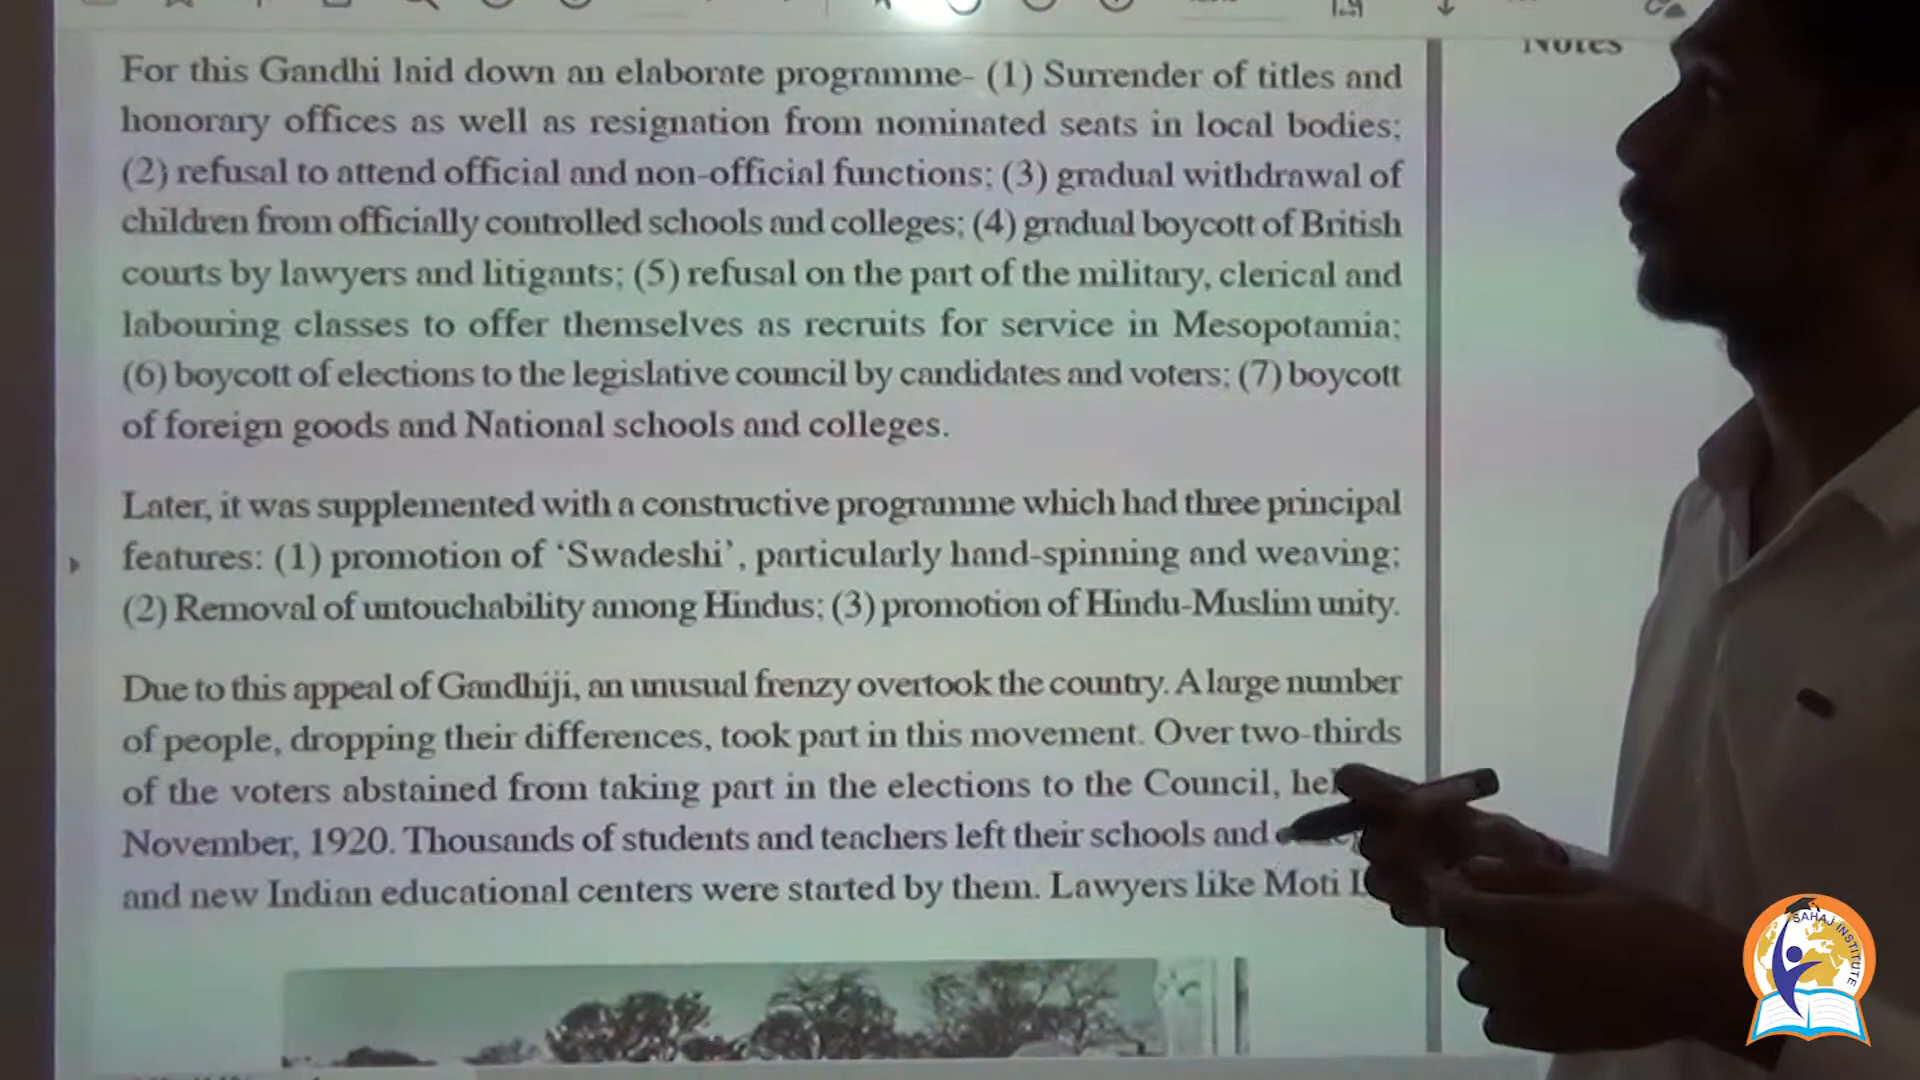 Notes
For this Gandhi laid down an elaborate programme- (1) Surrender of titles and
honorary offices as well as resignation from nominated seats in local bodies;
(2) refusal to attend official and non-official functions; (3) gradual withdrawal of
children from officially controlled schools and colleges; (4) gradual boycott of British
courts by lawyers and litigants; (5) refusal on the part of the military, clerical and
labouring classes to offer themselves as recruits for service in Mesopotamia;
(6) boycott of elections to the legislative council by candidates and voters; (7) boycott
of foreign goods and National schools and colleges.
Later, it was supplemented with a constructive programme which had three principal
features: (1) promotion of ‘Swadeshi’, particularly hand-spinning and weaving;
(2) Removal of untouchability among Hindus; (3) promotion of Hindu-Muslim unity.
Due to this appeal of Gandhiji, an unusual frenzy overtook the country. A large number
of people, dropping their differences, took part in this movement. Over two-thirds
of the voters abstained from taking part in the elections to the Council,
November, 1920. Thousands of students and teachers left their schools and
and new Indian educational centers were started by them. Lawyers like Moti
SAHAJ INSTITUTE